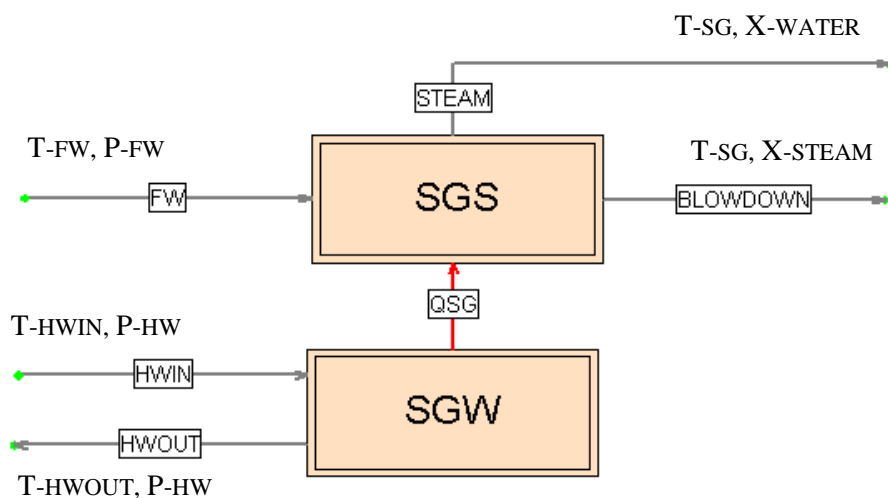 T-SG, X-WATER
STEAM
T-FW, P-FW
T-SG, X-STEAM
FW
SGS
BLOWDOWN
QSG
T-HWIN, P-HW
HWIN
SGW
HWOUT
T-HWOUT, P-HW